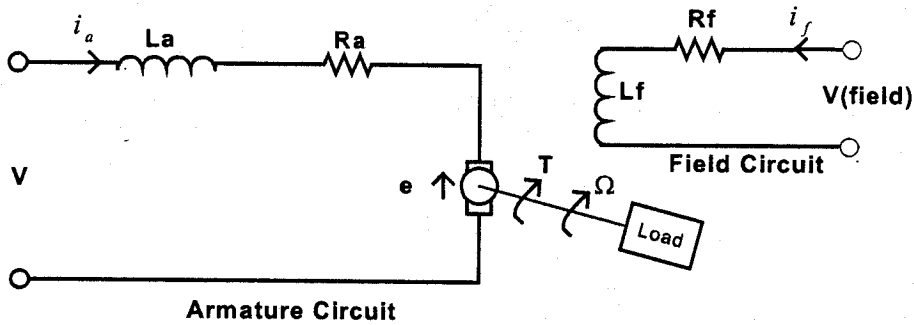 i_a
La
Ra
Rf
i_f
Lf
V(field)
V
e
T
Ω
Load
Field Circuit
Armature Circuit